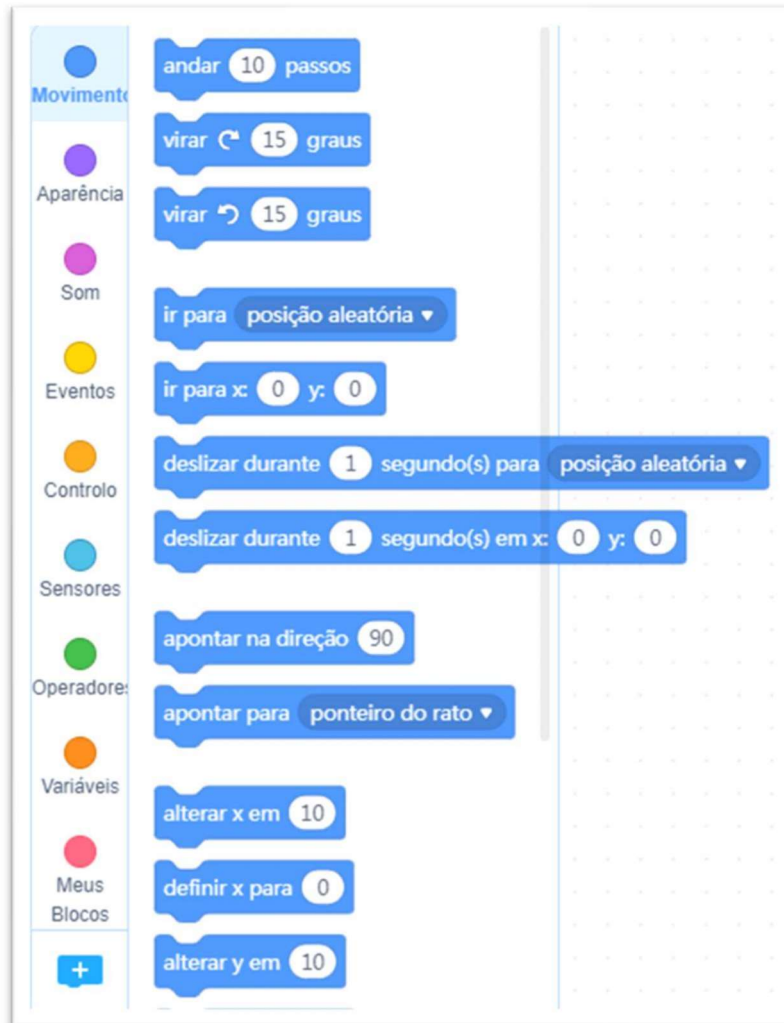 Movimento
Aparência
Som
Eventos
Controlo
Sensores
Operadores
Variáveis
Meus
Blocos
andar 10 passos
virar 15 graus
virar 15 graus
ir para posição aleatória
ir para x: 0 y: 0
deslizar durante 1 segundo(s) para posição aleatória
deslizar durante 1 segundo(s) em x: 0 y: 0
apontar na direção 90
apontar para ponteiro do rato
alterar x em 10
definir x para 0
alterar y em 10